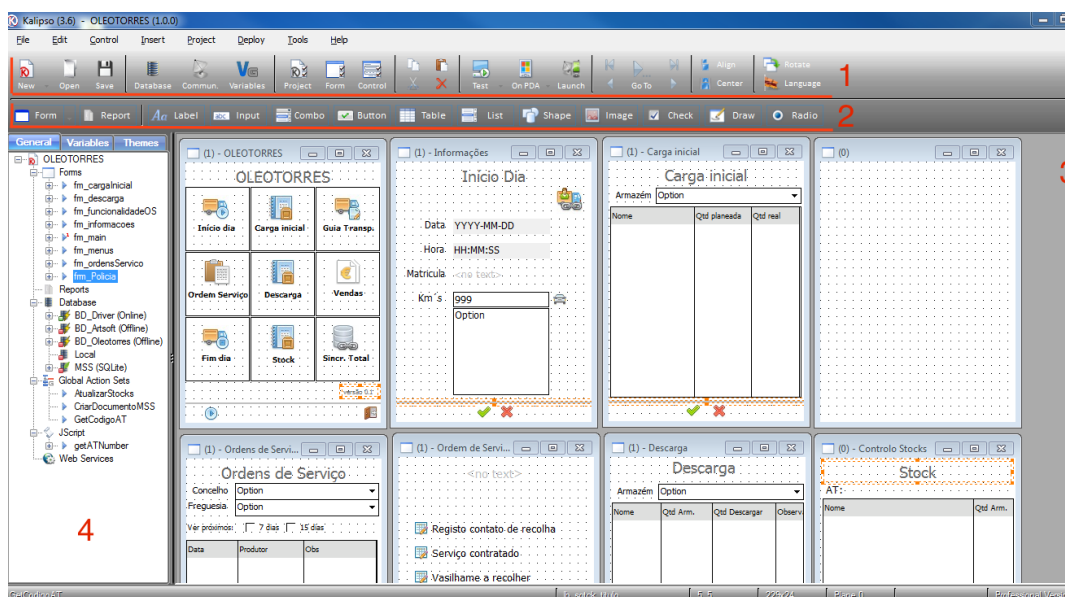 Kalipso (3.6) - OLEOTORRES (1.0.0)
File Edit Control Insert Project Deploy Tools Help
New Open Save Database Commun. Variables Project Form Control Test On PDA Launch Go To Align Center Rotate Language
1
Form Report Label Input Combo Button Table List Shape Image Check Draw Radio
2
3
General Variables Themes
OLEOTORRES
Forms
fm_cargaInicial
fm_descarga
fm_funcionalidadeOS
fm_informacoes
fm_main
fm_menus
fm_ordensServico
frm_Policia
Reports
Database
BD_Driver (Online)
BD_Artsoft (Offline)
BD_Oleotorres (Offline)
Local
MSS (SQLite)
Global Action Sets
AtualizarStocks
CriarDocumentoMSS
GetCodigoAT
JScript
getATNumber
Web Services
4
(1) - OLEOTORRES
OLEOTORRES
Início dia Carga inicial Guia Transp.
Ordem Serviço Descarga Vendas
Fim dia Stock Sincr. Total
versão 0.1
(1) - Informações
Início Dia
Data YYYY-MM-DD
Hora HH:MM:SS
Matricula <no text>
Km´s 999
Option
(1) - Carga inicial
Carga inicial
Armazém Option
Nome Qtd planeada Qtd real
(0)
(1) - Ordens de Servi...
Ordens de Serviço
Concelho Option
Freguesia Option
Ver próximos: 7 dias 15 dias
Data Produtor Obs
(1) - Ordem de Servi...
<no text>
Registo contato de recolha
Serviço contratado
Vasilhame a recolher
(1) - Descarga
Descarga
Armazém Option
Nome Qtd Arm. Qtd Descargar Observ
(0) - Controlo Stocks
Stock
AT:
Nome Qtd Arm.